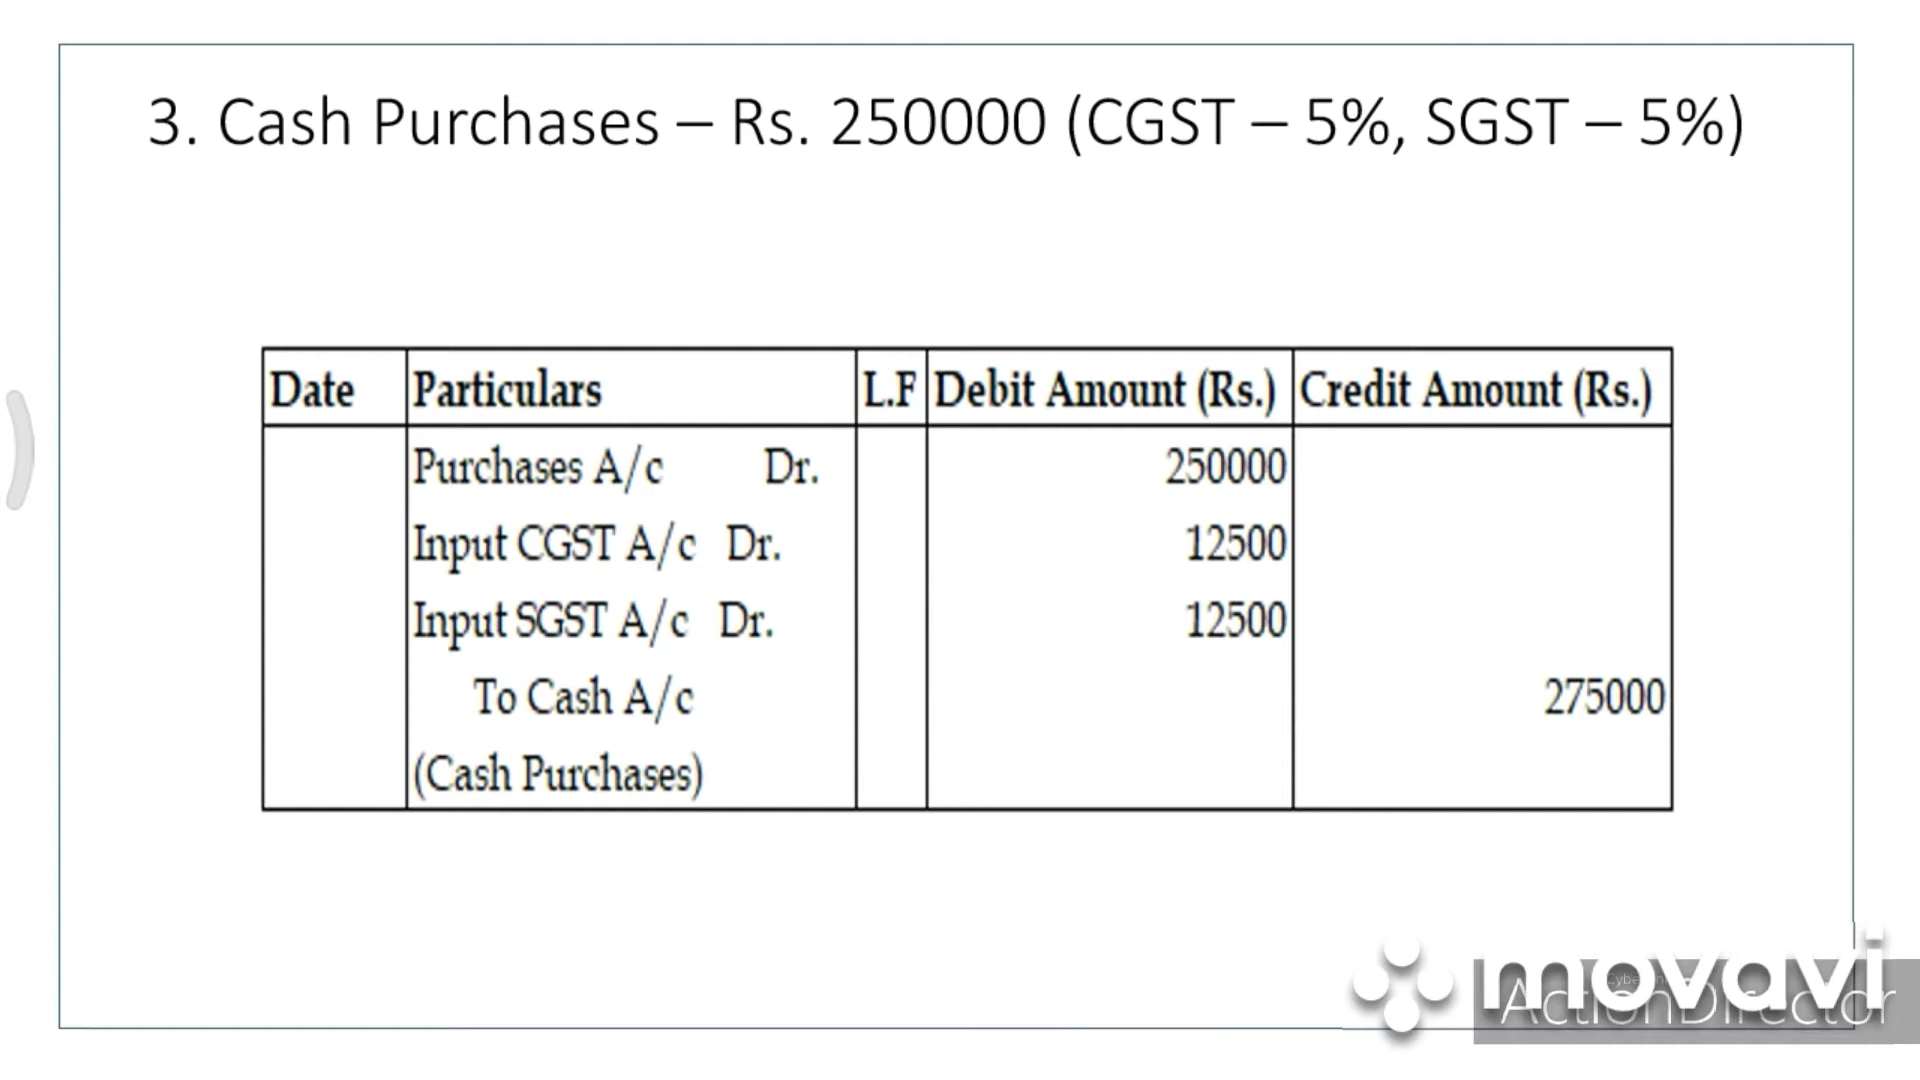 3. Cash Purchases – Rs. 250000 (CGST – 5%, SGST – 5%)
Date Particulars L.F Debit Amount (Rs.) Credit Amount (Rs.)
Purchases A/c Dr. 250000
Input CGST A/c Dr. 12500
Input SGST A/c Dr. 12500
To Cash A/c 275000
(Cash Purchases)
movavi
ActionDirector